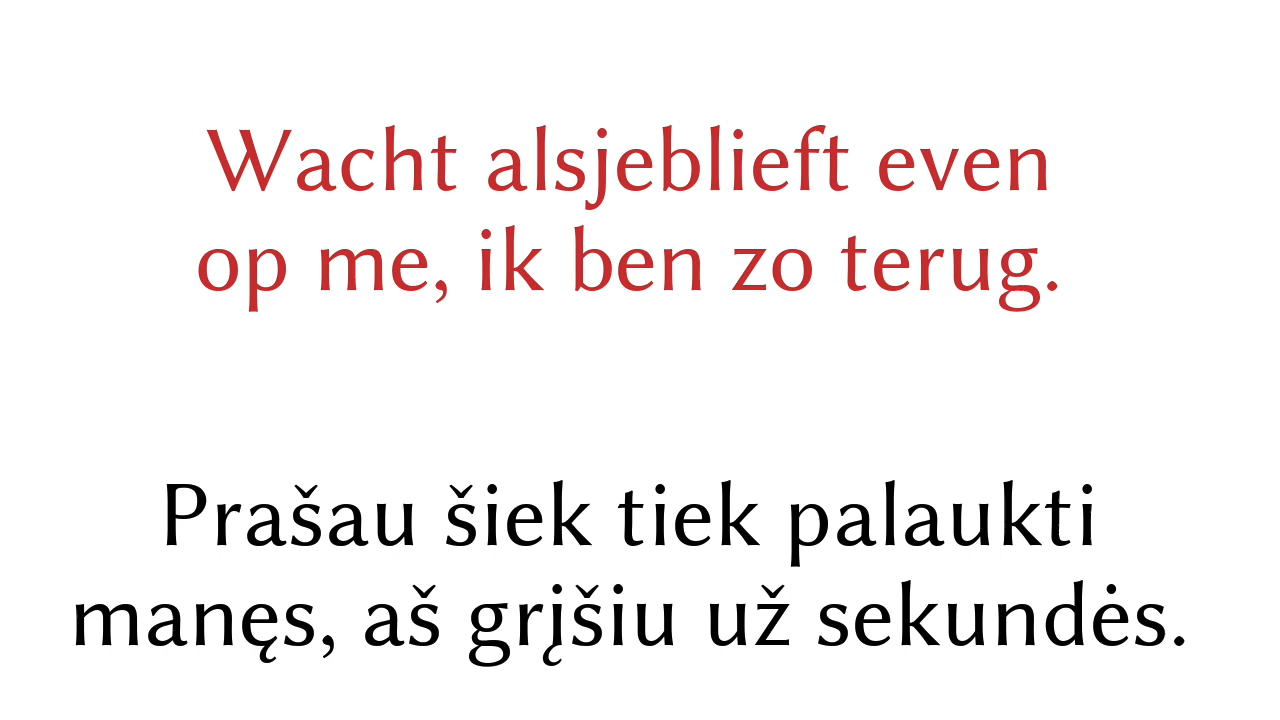 Wacht alsjeblieft even
op me, ik ben zo terug.
Prašau šiek tiek palaukti
manęs, aš grįšiu už sekundės.